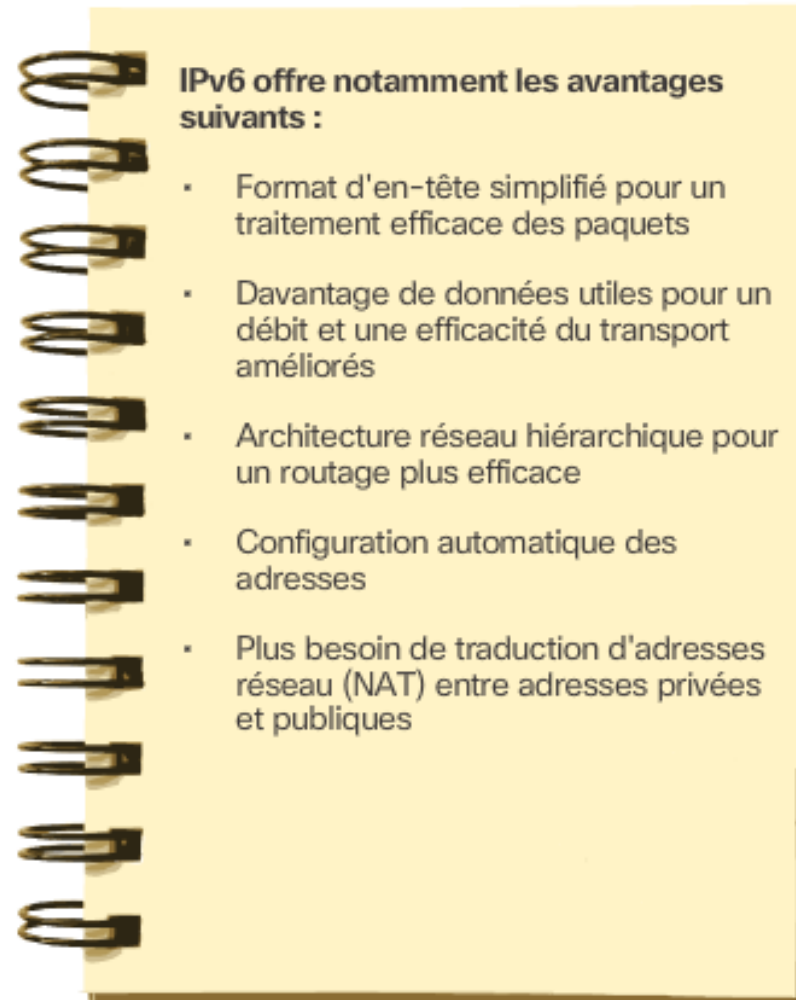 IPv6 offre notamment les avantages
suivants :
· Format d'en-tête simplifié pour un
traitement efficace des paquets
· Davantage de données utiles pour un
débit et une efficacité du transport
améliorés
· Architecture réseau hiérarchique pour
un routage plus efficace
· Configuration automatique des
adresses
· Plus besoin de traduction d'adresses
réseau (NAT) entre adresses privées
et publiques